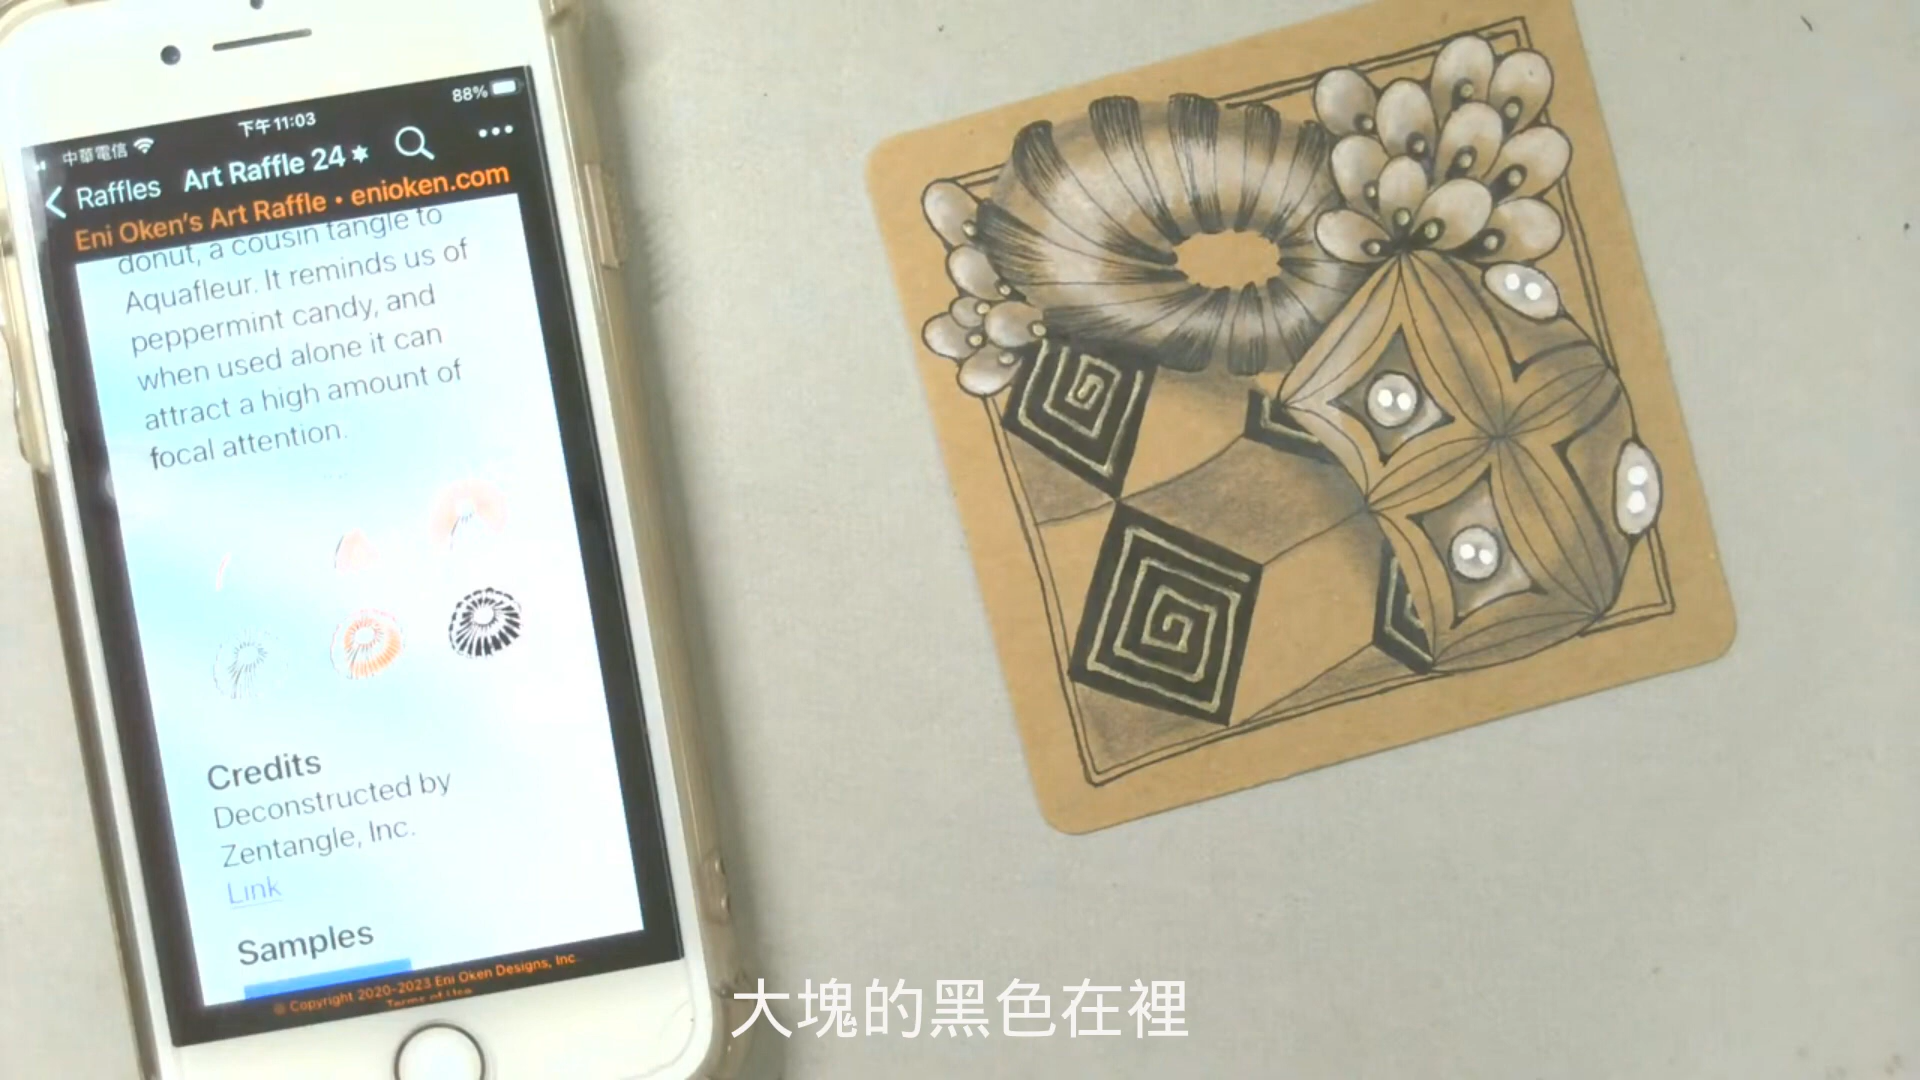 88%
中華電信
下午11:03
Raffles
Art Raffle 24
Eni Oken's Art Raffle • enioken.com
donut, a cousin tangle to
Aquafleur. It reminds us of
peppermint candy, and
when used alone it can
attract a high amount of
focal attention.
Credits
Deconstructed by
Zentangle, Inc.
Link
Samples
© Copyright 2020-2023 Eni Oken Designs, Inc.
Terms of Use
大塊的黑色在裡